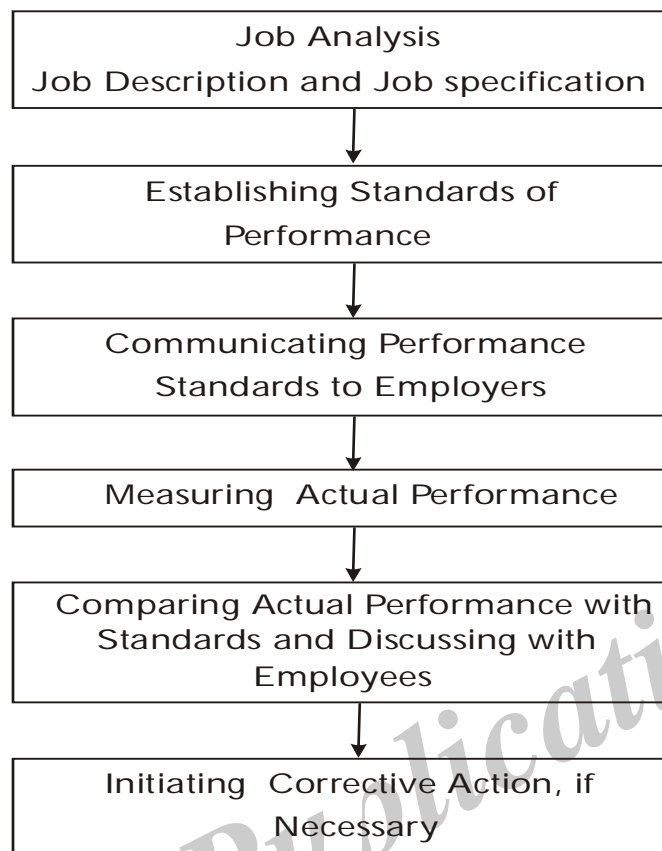 Job Analysis
Job Description and Job specification
Establishing Standards of
Performance
Communicating Performance
Standards to Employers
Measuring Actual Performance
Comparing Actual Performance with
Standards and Discussing with
Employees
Initiating Corrective Action, if
Necessary